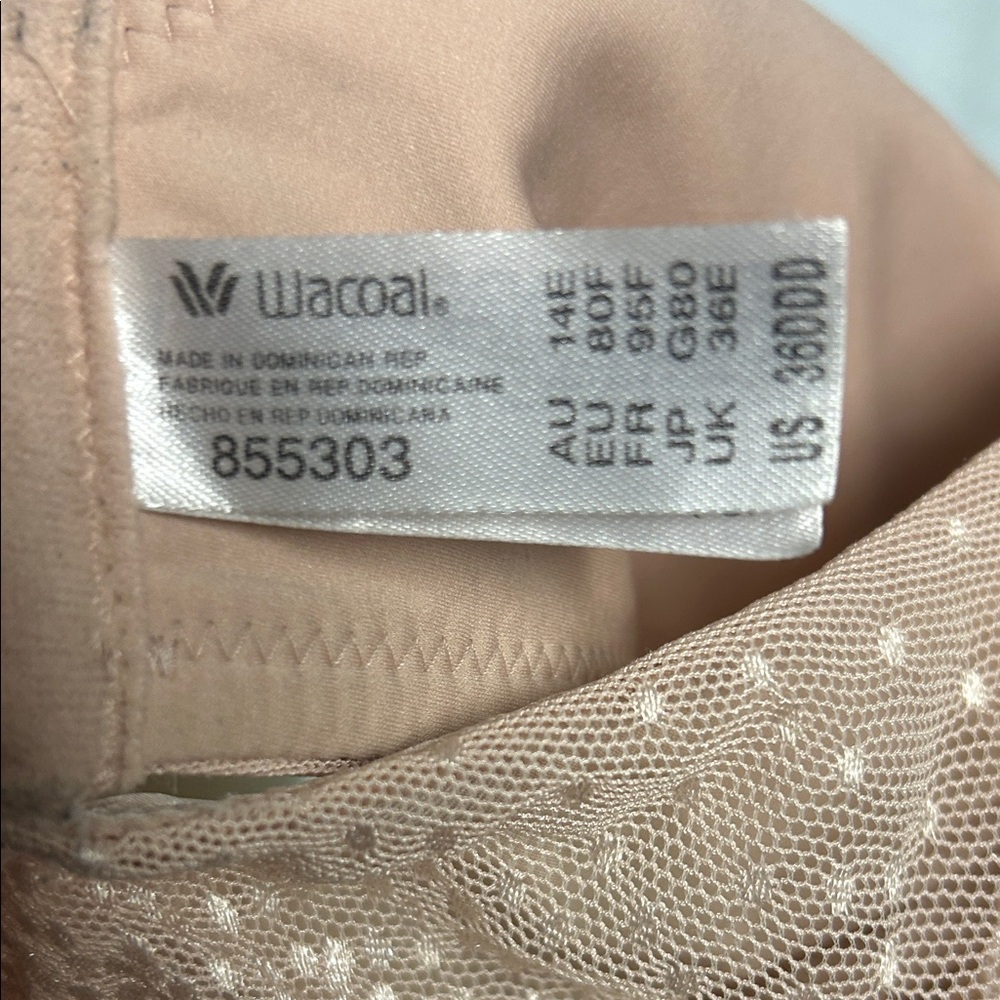 Wacoal®
MADE IN DOMINICAN REP
FABRIQUE EN REP DOMINICAINE
HECHO EN REP DOMINICANA
855303
AU 14E
EU 80F
FR 95F
JP G80
UK 36E
US 36DDD